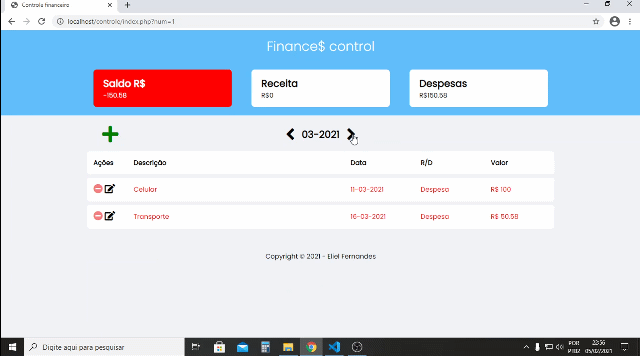 Controle financeiro
localhost/controle/index.php?num=1
Finance$ control
Saldo R$
-150.58
Receita
R$0
Despesas
R$150.58
03-2021
Ações Descrição Data R/D Valor
Celular 11-03-2021 Despesa R$ 100
Transporte 16-03-2021 Despesa R$ 50.58
Copyright © 2021 - Eliel Fernandes
Digite aqui para pesquisar
POR
PTB2
22:56
05/02/2021